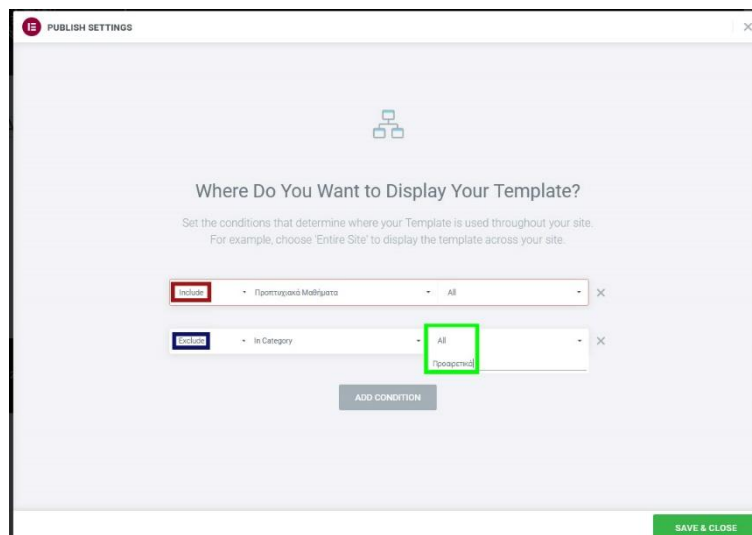 PUBLISH SETTINGS
Where Do You Want to Display Your Template?
Set the conditions that determine where your Template is used throughout your site.
For example, choose 'Entire Site' to display the template across your site.
Include Προπτυχιακά Μαθήματα All
Exclude In Category All
Προαιρετικά
ADD CONDITION
SAVE & CLOSE